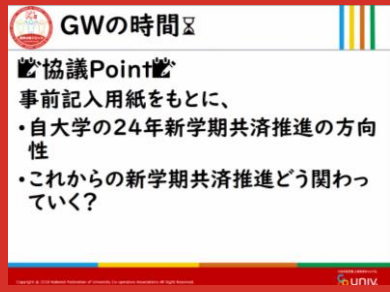 GWの時間⌛
📝協議Point📝
事前記入用紙をもとに、
・自大学の24年新学期共済推進の方向
性
・これからの新学期共済推進どう関わっ
ていく?
UNIV.